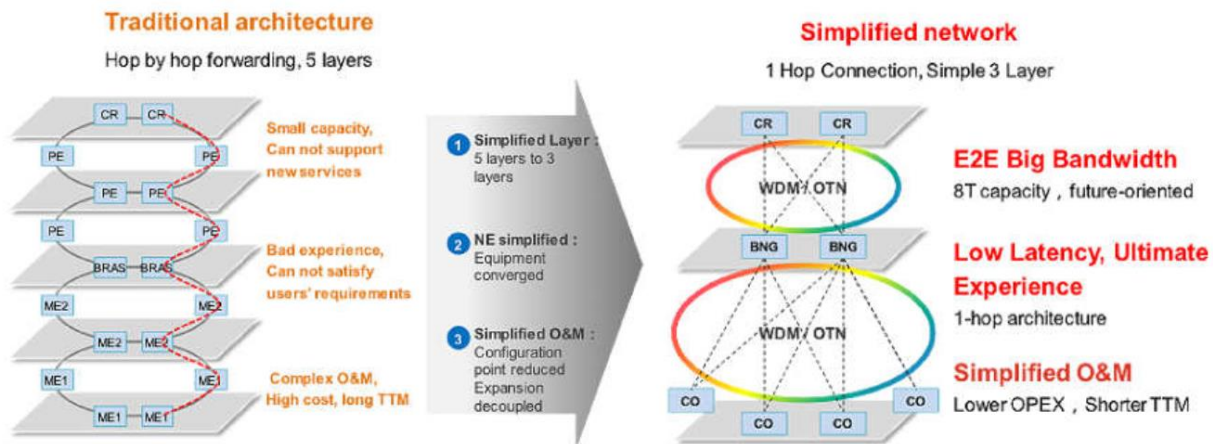 Traditional architecture
Hop by hop forwarding, 5 layers
CR CR
PE PE
PE PE
PE PE
BRAS BRAS
ME2 ME2
ME2 ME2
ME1 ME1
ME1 ME1
Small capacity,
Can not support
new services
Bad experience,
Can not satisfy
users' requirements
Complex O&M,
High cost, long TTM
1 Simplified Layer :
5 layers to 3
layers
2 NE simplified :
Equipment
converged
3 Simplified O&M :
Configuration
point reduced
Expansion
decoupled
Simplified network
1 Hop Connection, Simple 3 Layer
CR CR
WDM / OTN
BNG BNG
WDM / OTN
CO CO
CO CO
E2E Big Bandwidth
8T capacity , future-oriented
Low Latency, Ultimate
Experience
1-hop architecture
Simplified O&M
Lower OPEX , Shorter TTM